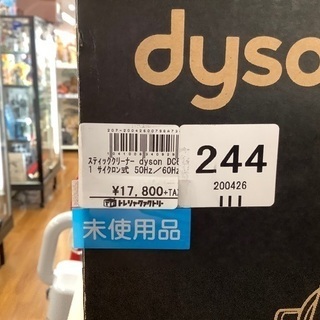 dyso
スティッククリーナー dyson DC6
1 サイクロン式 50Hz／60Hz
¥17,800+TA
トレジャーファクトリー
未使用品
244
200426